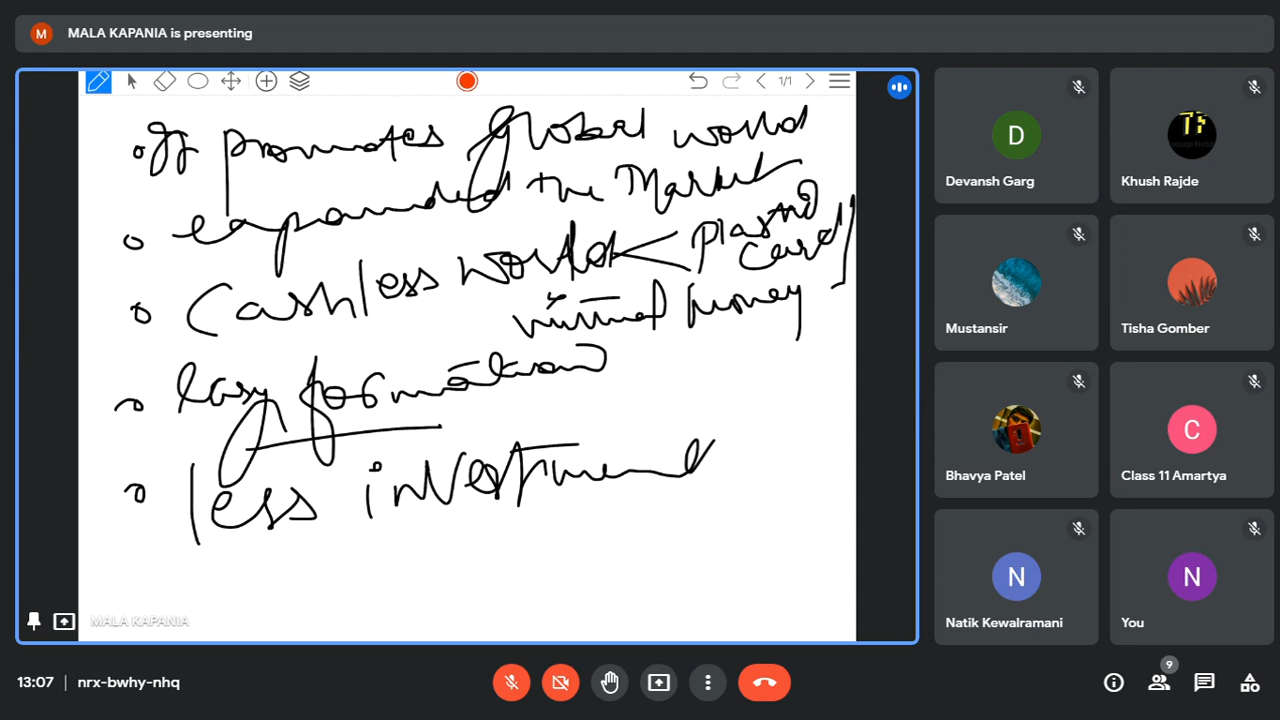 M MALA KAPANIA is presenting
1/1
• It promotes global world
• expanded the Market
• Cashless world < Plastic card
virtual money
• Easy formation
• less investment
MALA KAPANIA
D
Devansh Garg
Khush Rajde
Mustansir
Tisha Gomber
Bhavya Patel
C
Class 11 Amartya
N
Natik Kewalramani
N
You
13:07 | nrx-bwhy-nhq
9